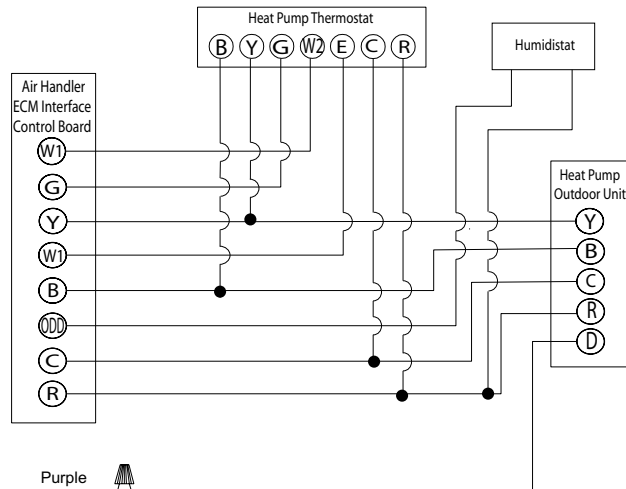 Heat Pump Thermostat
B Y G W2 E C R
Humidistat
Air Handler
ECM Interface
Control Board
W1
G
Y
W1
B
ODD
C
R
Heat Pump
Outdoor Unit
Y
B
C
R
D
Purple